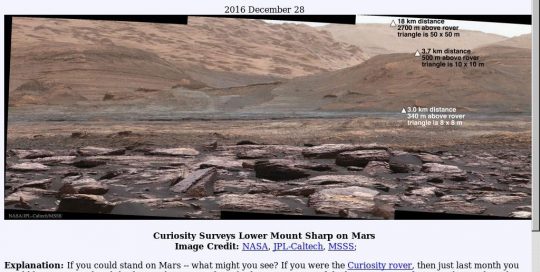 2016 December 28
18 km distance
2700 m above rover
triangle is 50 x 50 m
3.7 km distance
500 m above rover
triangle is 10 x 10 m
3.0 km distance
340 m above rover
triangle is 8 x 8 m
NASA/JPL-Caltech/MSSS
Curiosity Surveys Lower Mount Sharp on Mars
Image Credit: NASA, JPL-Caltech, MSSS;
Explanation: If you could stand on Mars -- what might you see? If you were the Curiosity rover, then just last month you